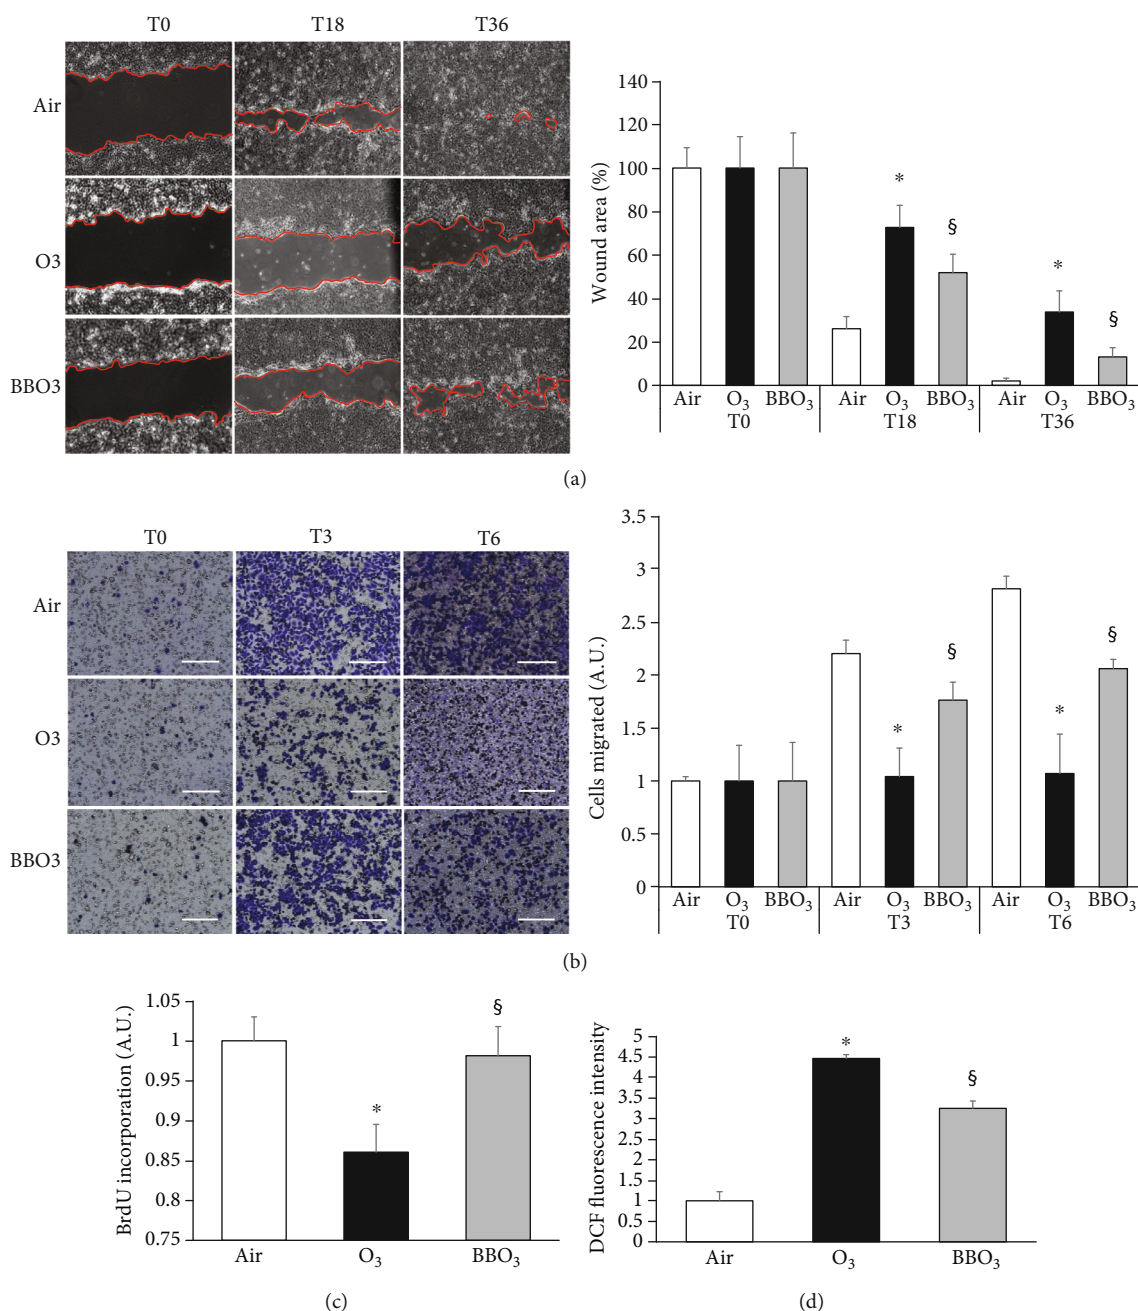 T0 T18 T36
Air
O3
BBO3
Wound area (%)
140
120
100
80
60
40
20
0
* § * §
Air O₃ BBO₃ Air O₃ BBO₃ Air O₃ BBO₃
T0 T18 T36
(a)
T0 T3 T6
Air
O3
BBO3
Cells migrated (A.U.)
3.5
3
2.5
2
1.5
1
0.5
0
* § * §
Air O₃ BBO₃ Air O₃ BBO₃ Air O₃ BBO₃
T0 T3 T6
(b)
BrdU incorporation (A.U.)
1.05
1
0.95
0.9
0.85
0.8
0.75
* §
Air O₃ BBO₃
(c)
DCF fluorescence intensity
5
4.5
4
3.5
3
2.5
2
1.5
1
0.5
0
* §
Air O₃ BBO₃
(d)